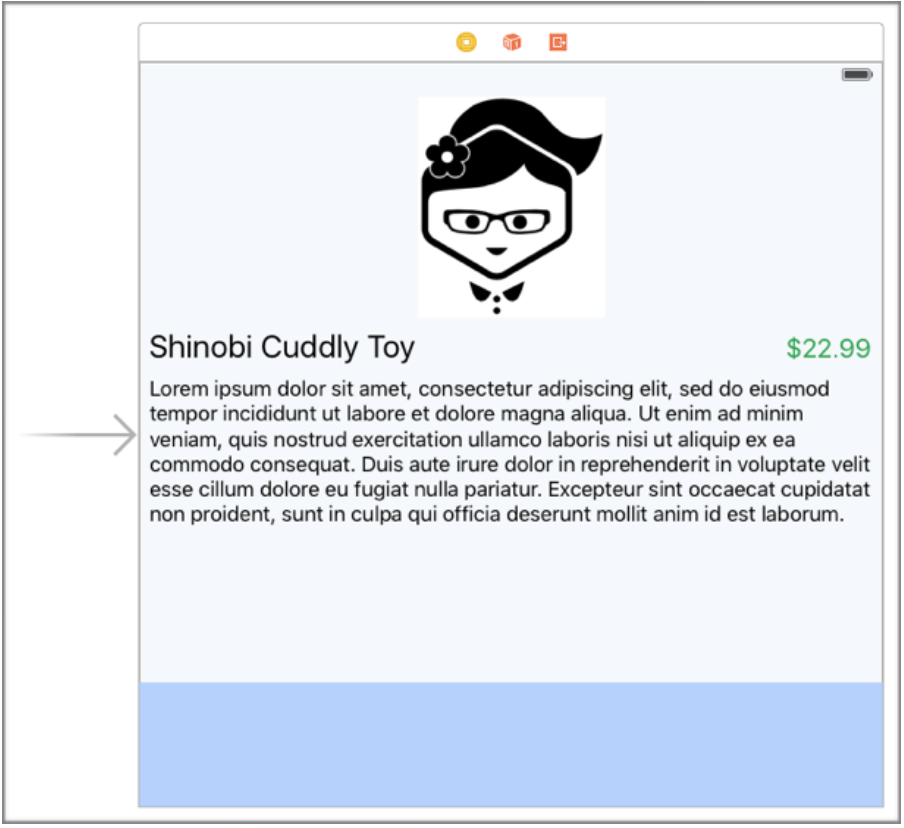 Shinobi Cuddly Toy
$22.99
Lorem ipsum dolor sit amet, consectetur adipiscing elit, sed do eiusmod
tempor incididunt ut labore et dolore magna aliqua. Ut enim ad minim
veniam, quis nostrud exercitation ullamco laboris nisi ut aliquip ex ea
commodo consequat. Duis aute irure dolor in reprehenderit in voluptate velit
esse cillum dolore eu fugiat nulla pariatur. Excepteur sint occaecat cupidatat
non proident, sunt in culpa qui officia deserunt mollit anim id est laborum.